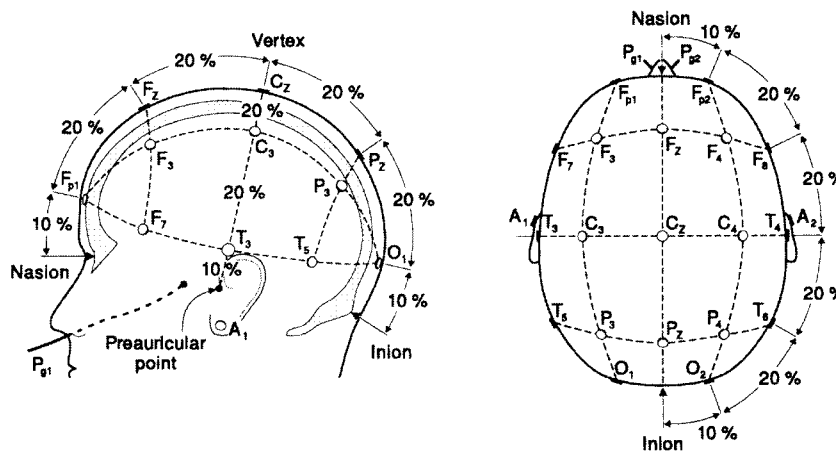 Vertex
20 %
20 %
FZ
CZ
20 %
20 %
20 %
Fp1
F3
C3
PZ
P3
20 %
20 %
10 %
F7
T3
T5
O1
Nasion
10 %
10 %
Preauricular
point
A1
Inion
Pg1
Nasion
10 %
Pg1
Pg2
Fp1
Fp2
20 %
F7
F3
FZ
F4
F8
20 %
A1
T3
C3
CZ
C4
T4
A2
20 %
T5
P3
PZ
P4
T6
O1
O2
20 %
10 %
Inion